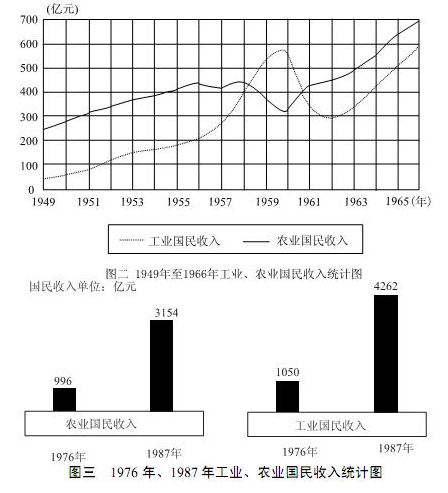 (亿元)
700
600
500
400
300
200
100
0
1949 1951 1953 1955 1957 1959 1961 1963 1965 (年)
工业国民收入 农业国民收入
图二 1949年至1966年工业、农业国民收入统计图
国民收入单位：亿元
996 3154
农业国民收入
1976年 1987年
1050 4262
工业国民收入
1976年 1987年
图三 1976 年、1987 年工业、农业国民收入统计图